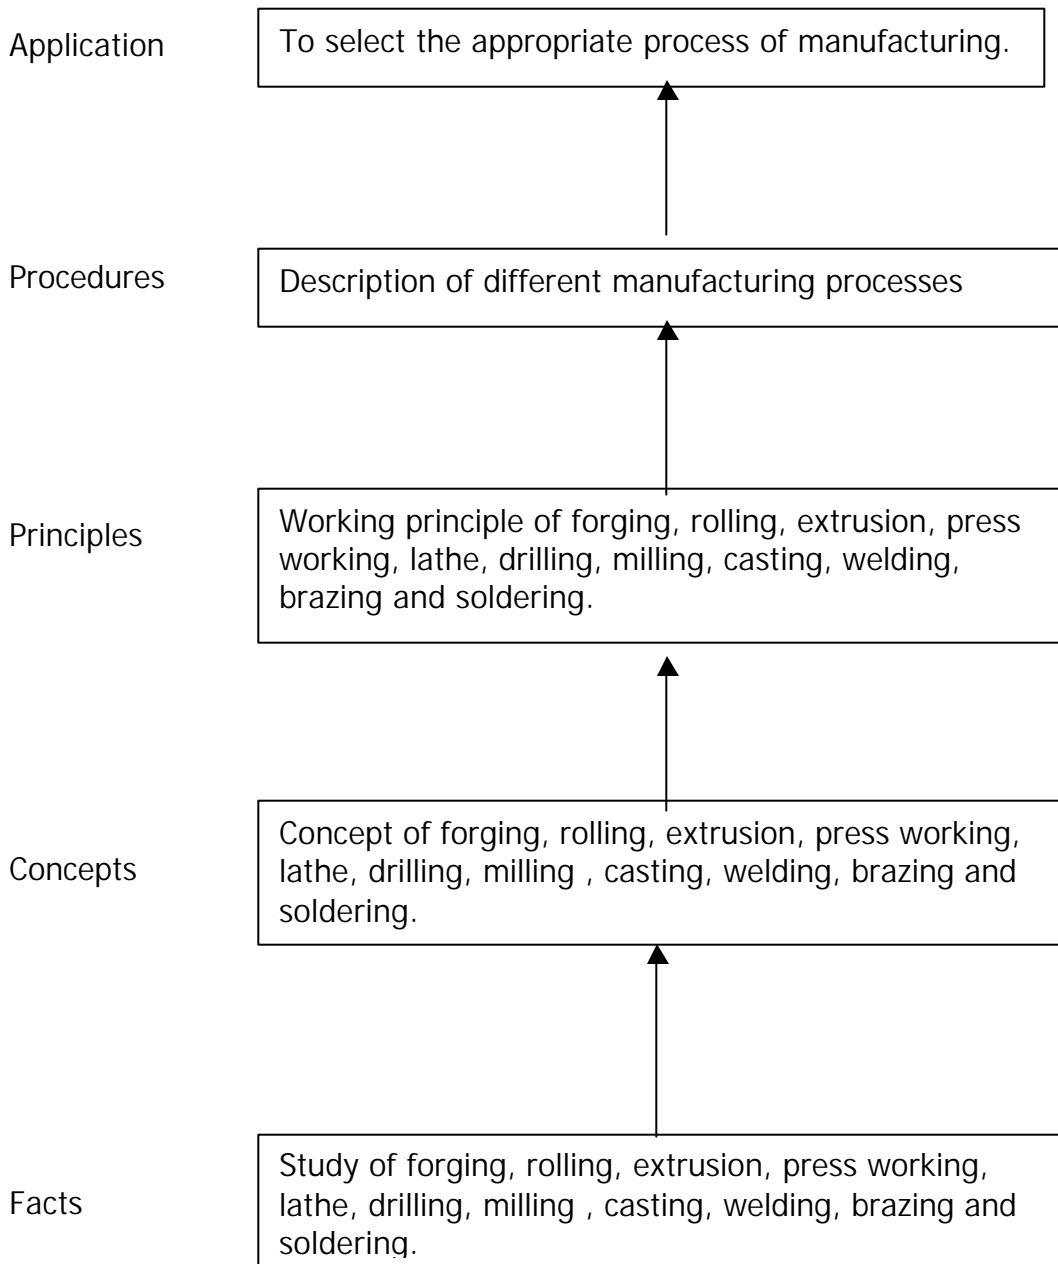 Application
To select the appropriate process of manufacturing.
Procedures
Description of different manufacturing processes
Principles
Working principle of forging, rolling, extrusion, press
working, lathe, drilling, milling, casting, welding,
brazing and soldering.
Concepts
Concept of forging, rolling, extrusion, press working,
lathe, drilling, milling , casting, welding, brazing and
soldering.
Facts
Study of forging, rolling, extrusion, press working,
lathe, drilling, milling , casting, welding, brazing and
soldering.